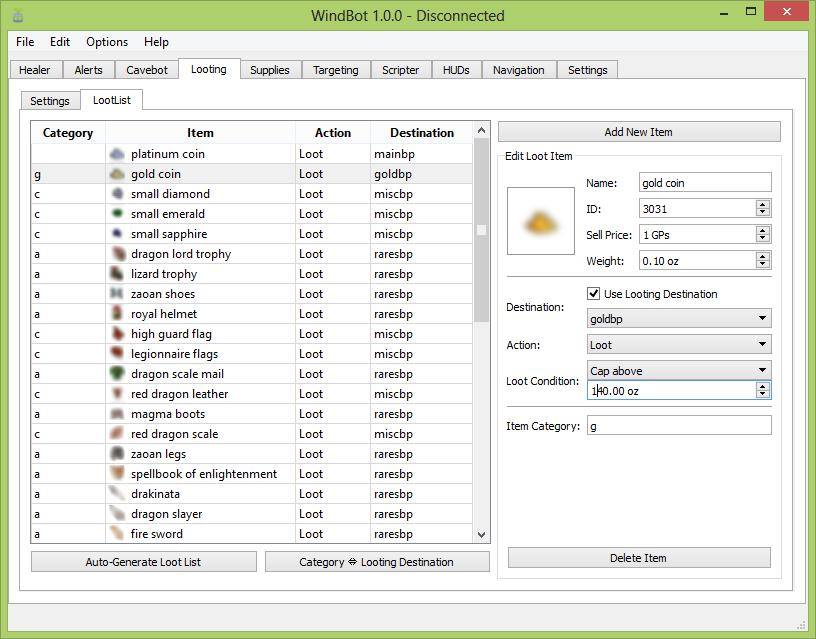 WindBot 1.0.0 - Disconnected
File Edit Options Help
Healer Alerts Cavebot Looting Supplies Targeting Scripter HUDs Navigation Settings
Settings LootList
Category Item Action Destination
platinum coin Loot mainbp
g gold coin Loot goldbp
c small diamond Loot miscbp
c small emerald Loot miscbp
c small sapphire Loot miscbp
a dragon lord trophy Loot raresbp
a lizard trophy Loot raresbp
a zaoan shoes Loot raresbp
a royal helmet Loot raresbp
c high guard flag Loot miscbp
c legionnaire flags Loot miscbp
a dragon scale mail Loot raresbp
c red dragon leather Loot miscbp
a magma boots Loot raresbp
c red dragon scale Loot miscbp
a zaoan legs Loot raresbp
a spellbook of enlightenment Loot raresbp
a drakinata Loot raresbp
a dragon slayer Loot raresbp
a fire sword Loot raresbp
Auto-Generate Loot List Category ⇔ Looting Destination
Add New Item
Edit Loot Item
Name: gold coin
ID: 3031
Sell Price: 1 GPs
Weight: 0.10 oz
Destination: Use Looting Destination
goldbp
Action: Loot
Loot Condition: Cap above
140.00 oz
Item Category: g
Delete Item